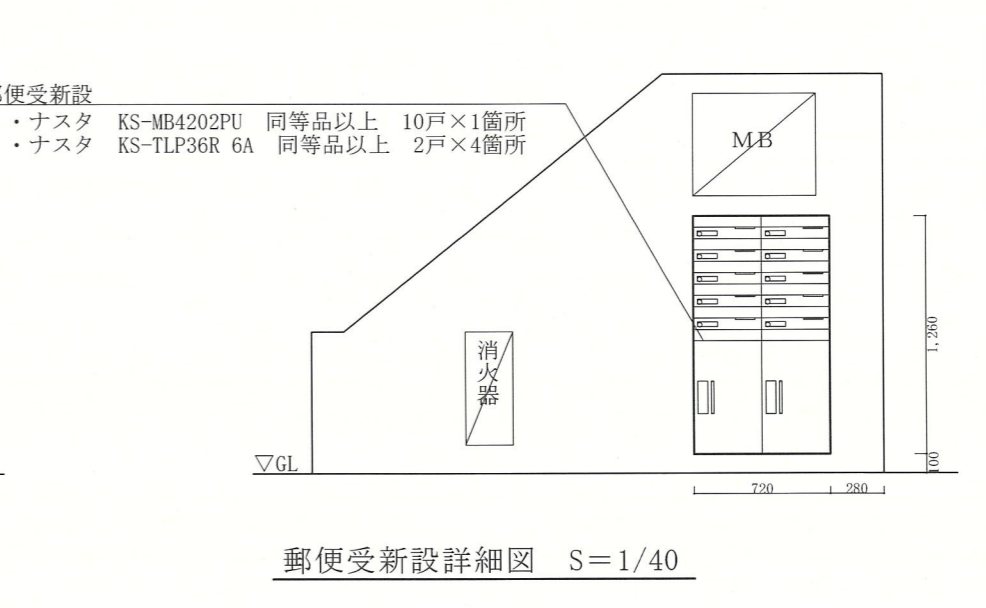 便受新設
・ナスタ　KS-MB4202PU　同等品以上　10戸×1箇所
・ナスタ　KS-TLP36R 6A　同等品以上　2戸×4箇所
MB
消火器
1,260
▽GL
100
720
280
郵便受新設詳細図　S＝1/40